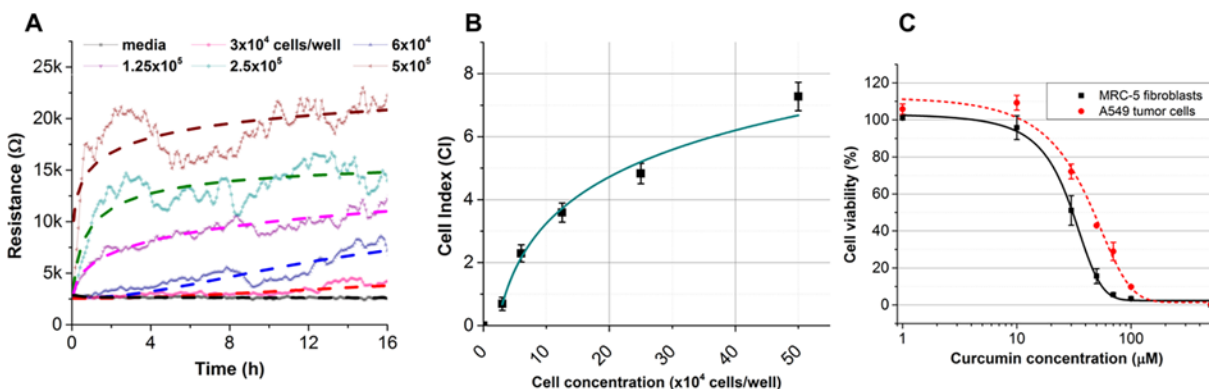 A
media 3x10⁴ cells/well 6x10⁴
1.25x10⁵ 2.5x10⁵ 5x10⁵
25k
20k
15k
10k
5k
0
0 4 8 12 16
Resistance (Ω)
Time (h)
B
8
6
4
2
0
0 10 20 30 40 50
Cell Index (CI)
Cell concentration (x10⁴ cells/well)
C
MRC-5 fibroblasts
A549 tumor cells
120
100
80
60
40
20
0
1 10 100
Cell viability (%)
Curcumin concentration (μM)